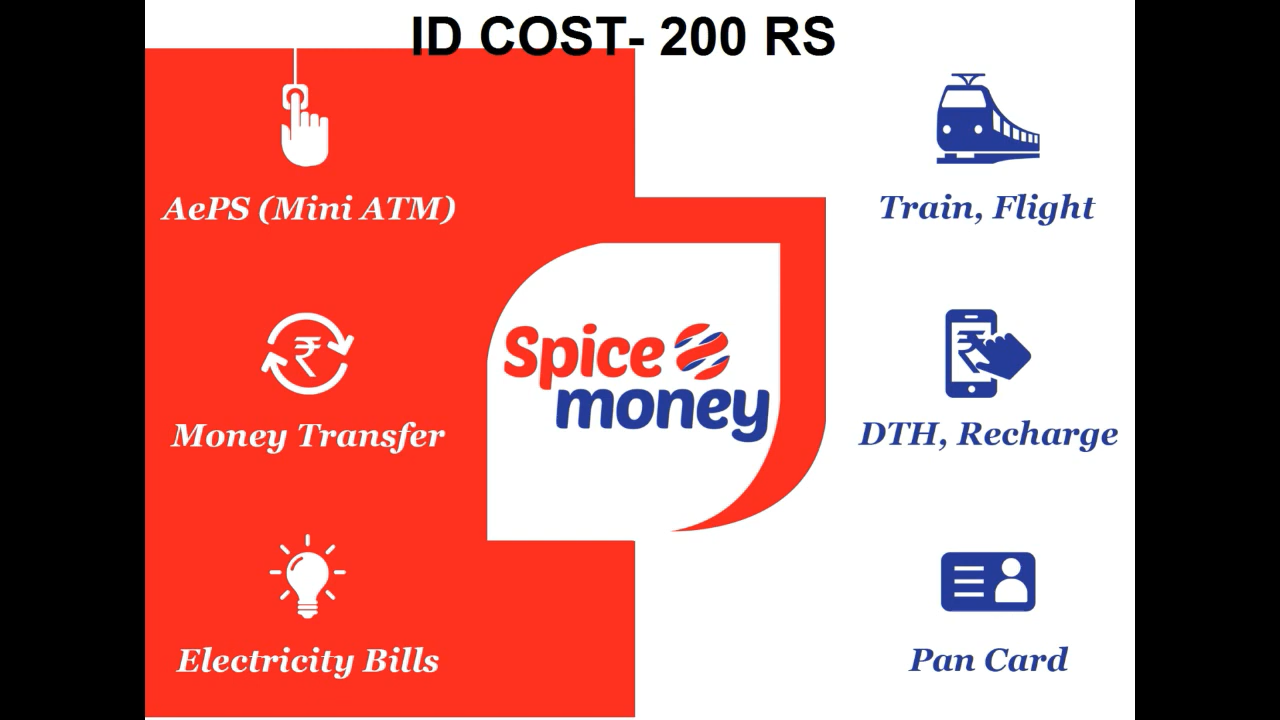 ID COST- 200 RS
AePS (Mini ATM)
Train, Flight
Spice
money
Money Transfer
DTH, Recharge
Electricity Bills
Pan Card